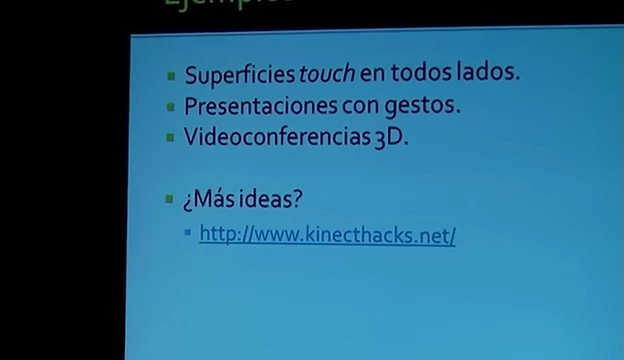 Ejemplos
Superficies touch en todos lados.
Presentaciones con gestos.
Videoconferencias 3D.
¿Más ideas?
http://www.kinecthacks.net/